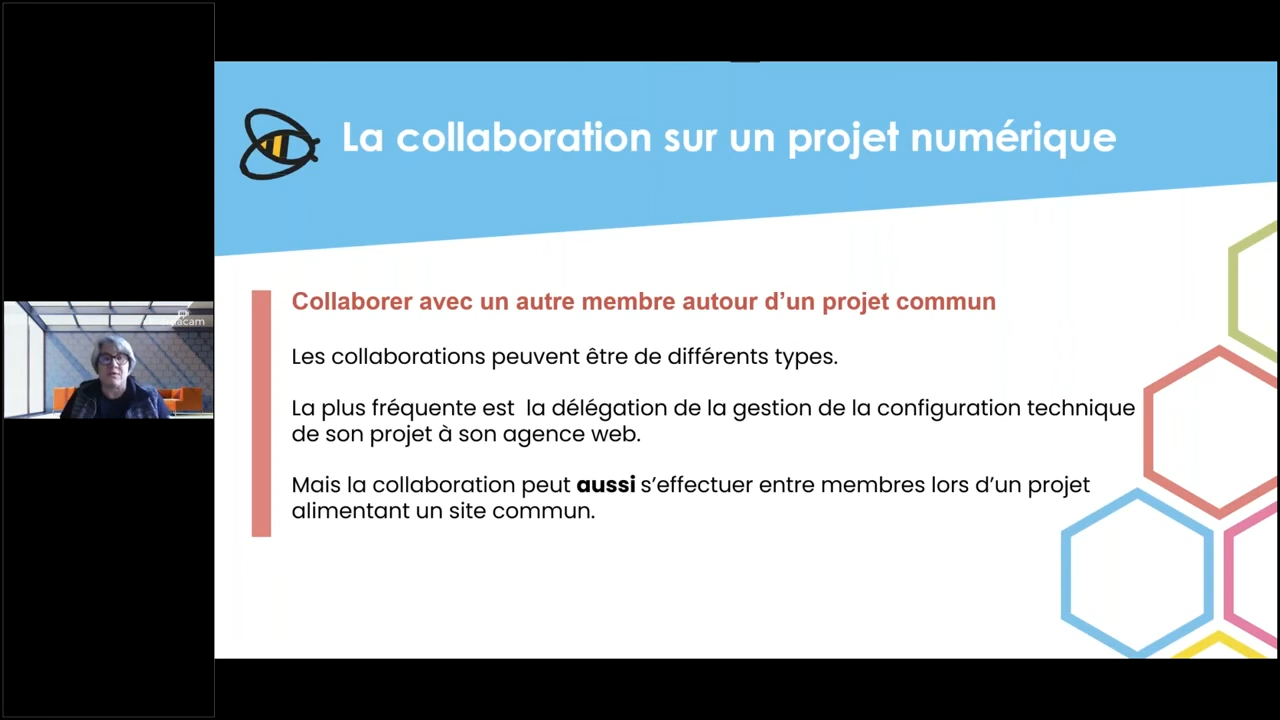 La collaboration sur un projet numérique
Collaborer avec un autre membre autour d’un projet commun
Les collaborations peuvent être de différents types.
La plus fréquente est la délégation de la gestion de la configuration technique
de son projet à son agence web.
Mais la collaboration peut aussi s’effectuer entre membres lors d’un projet
alimentant un site commun.